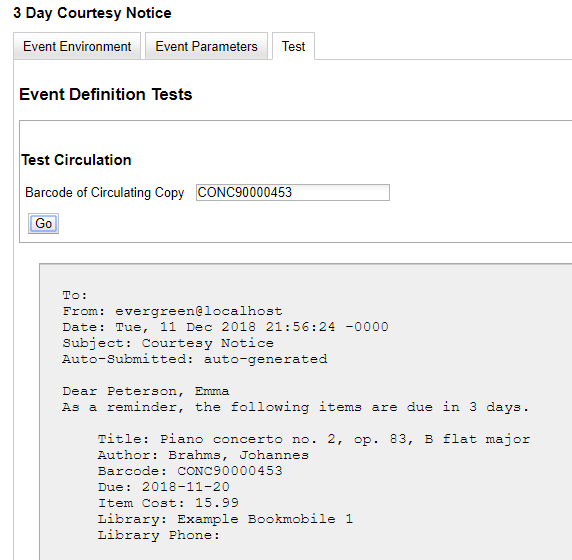 3 Day Courtesy Notice
Event Environment Event Parameters Test
Event Definition Tests
Test Circulation
Barcode of Circulating Copy CONC90000453
Go
To:
From: evergreen@localhost
Date: Tue, 11 Dec 2018 21:56:24 -0000
Subject: Courtesy Notice
Auto-Submitted: auto-generated
Dear Peterson, Emma
As a reminder, the following items are due in 3 days.
Title: Piano concerto no. 2, op. 83, B flat major
Author: Brahms, Johannes
Barcode: CONC90000453
Due: 2018-11-20
Item Cost: 15.99
Library: Example Bookmobile 1
Library Phone: